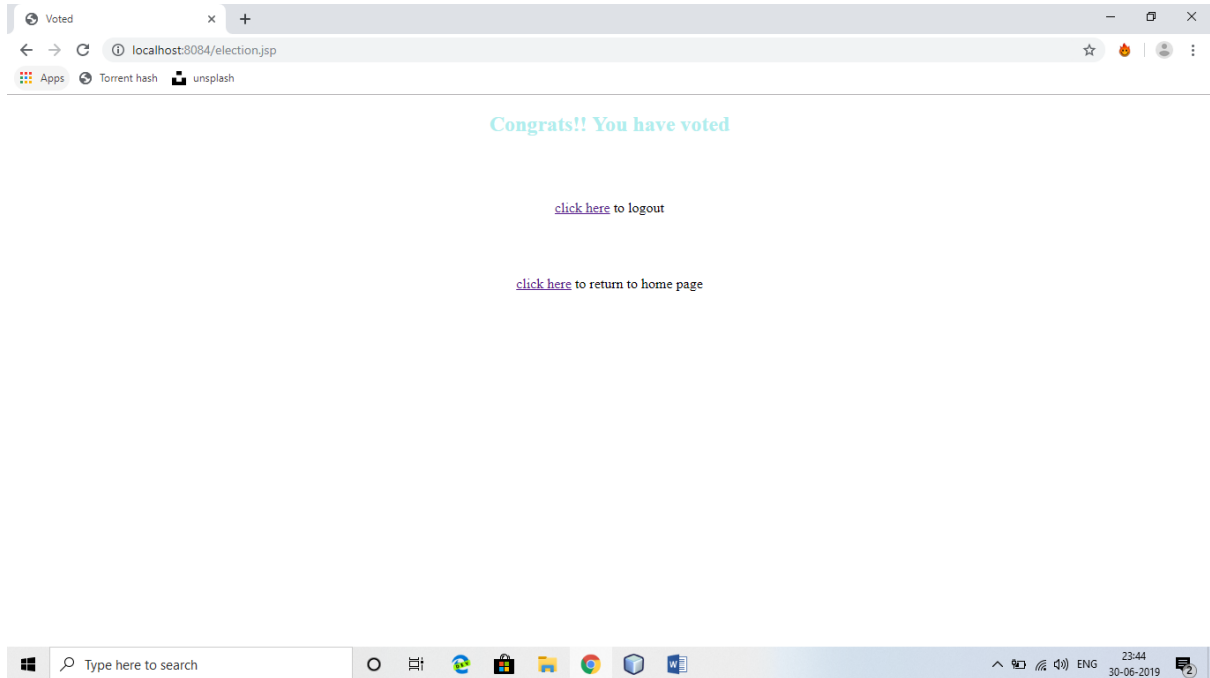 Voted
localhost:8084/election.jsp
Apps Torrent hash unsplash
Congrats!! You have voted
click here to logout
click here to return to home page
Type here to search
ENG
23:44
30-06-2019
2